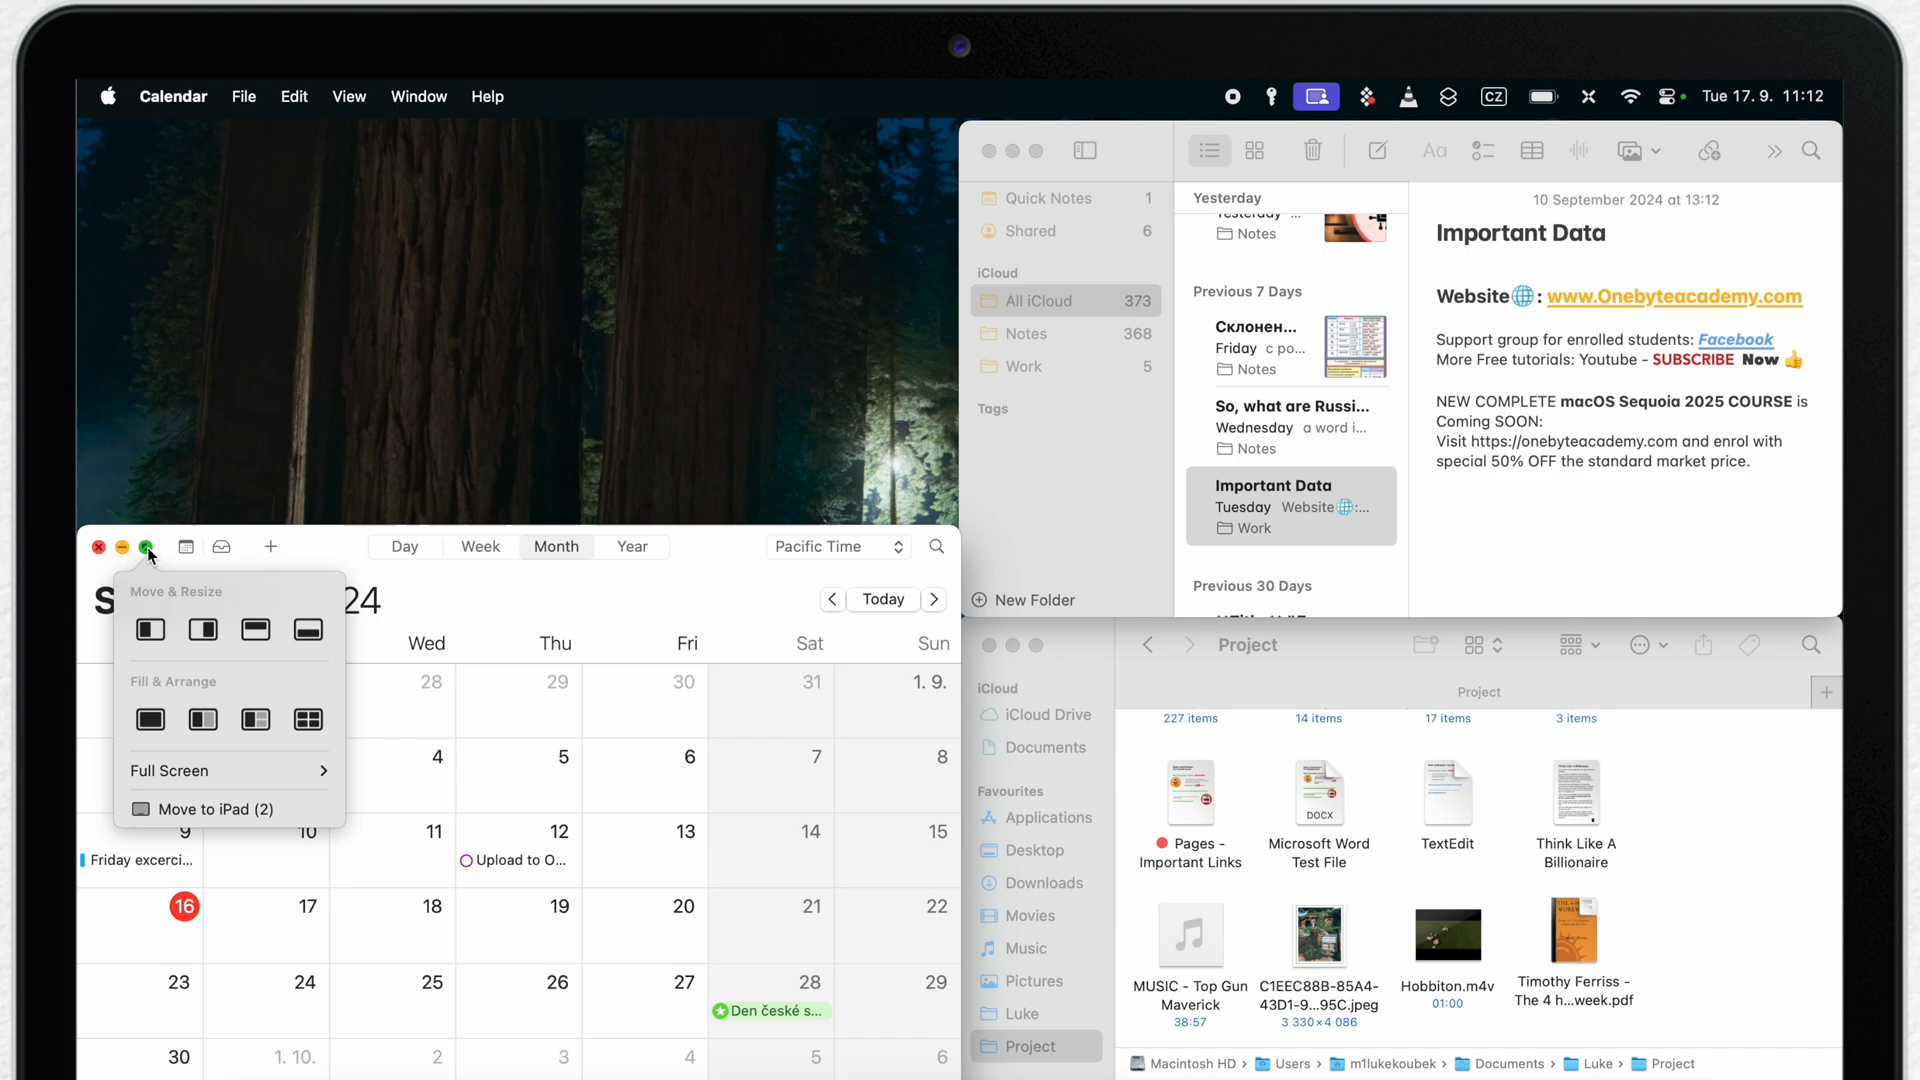 Calendar File Edit View Window Help
CZ Tue 17. 9. 11:12
Quick Notes 1
Shared 6
iCloud
All iCloud 373
Notes 368
Work 5
Tags
New Folder
Yesterday
Notes
Previous 7 Days
Склонен...
Friday с ро...
Notes
So, what are Russi...
Wednesday a word i...
Notes
Important Data
Tuesday Website🌐:...
Work
Previous 30 Days
10 September 2024 at 13:12
Important Data
Website🌐: www.Onebyteacademy.com
Support group for enrolled students: Facebook
More Free tutorials: Youtube - SUBSCRIBE Now 👍
NEW COMPLETE macOS Sequoia 2025 COURSE is
Coming SOON:
Visit https://onebyteacademy.com and enrol with
special 50% OFF the standard market price.
Day Week Month Year
Pacific Time
S 24
Today
Move & Resize
Fill & Arrange
Full Screen
Move to iPad (2)
Wed Thu Fri Sat Sun
28 29 30 31 1. 9.
4 5 6 7 8
9 10 11 12 13 14 15
Friday excerci... Upload to O...
16 17 18 19 20 21 22
23 24 25 26 27 28 29
Den české s...
30 1. 10. 2 3 4 5 6
Project
Project
iCloud
iCloud Drive
Documents
Favourites
Applications
Desktop
Downloads
Movies
Music
Pictures
Luke
Project
227 items 14 items 17 items 3 items
DOCX
Pages -
Important Links
Microsoft Word
Test File
TextEdit
Think Like A
Billionaire
MUSIC - Top Gun
Maverick
38:57
C1EEC88B-85A4-
43D1-9...95C.jpeg
3 330×4 086
Hobbiton.m4v
01:00
Timothy Ferriss -
The 4 h...week.pdf
Macintosh HD › Users › m1lukekoubek › Documents › Luke › Project